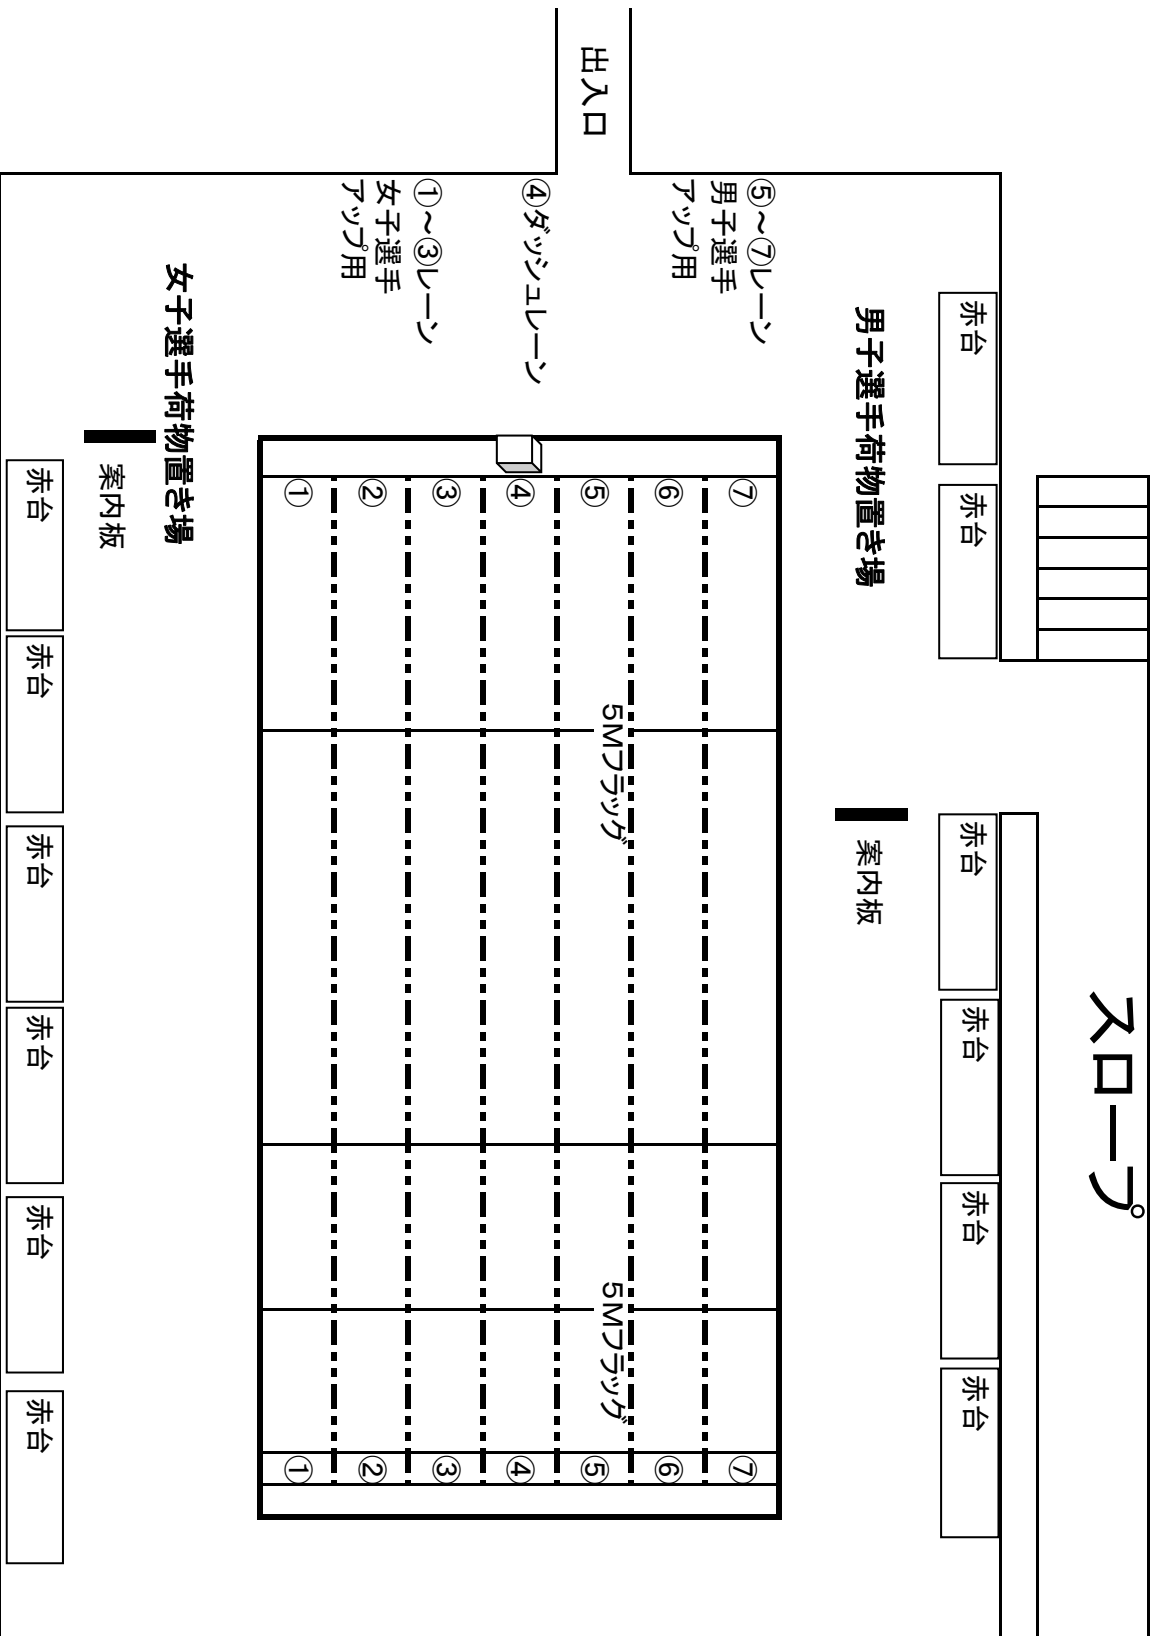 スロープ
赤台
赤台
赤台
赤台
赤台
赤台
男子選手荷物置き場
案内板
⑤～⑦レーン
男子選手
アップ用
⑦
⑦
⑥
⑥
5Mフラッグ
5Mフラッグ
⑤
⑤
出入口
④ダッシュレーン
④
④
①～③レーン
女子選手
アップ用
③
③
②
②
①
①
女子選手荷物置き場
案内板
赤台
赤台
赤台
赤台
赤台
赤台